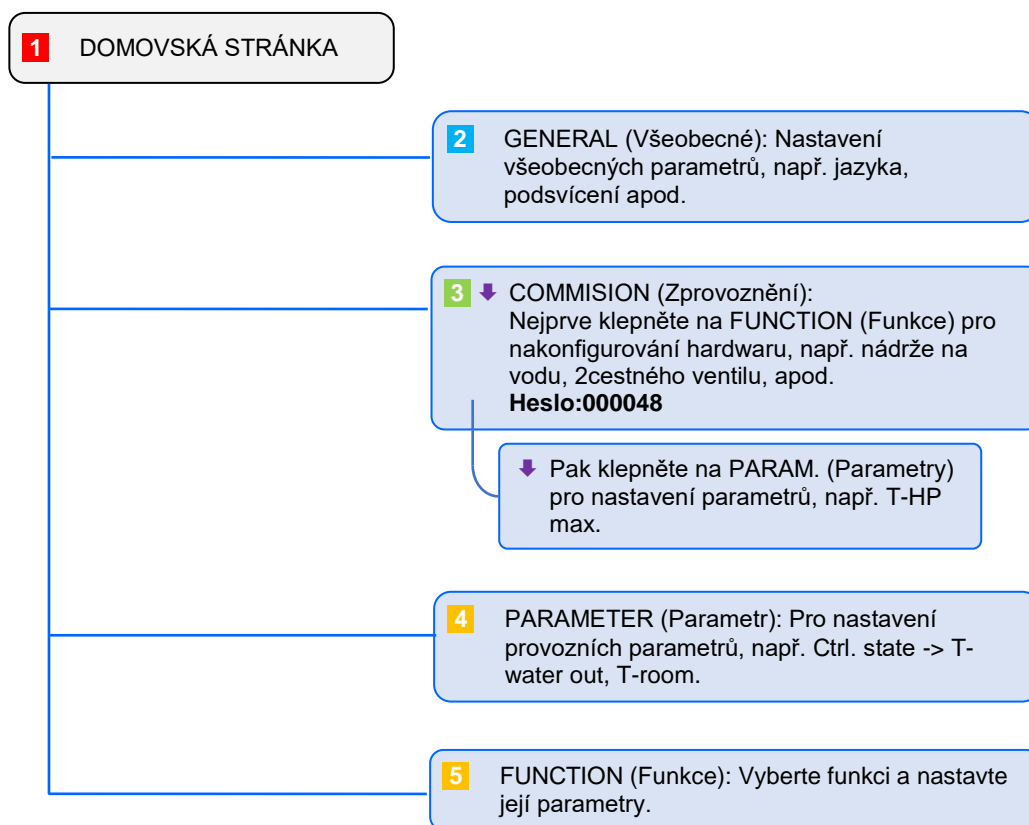 1 DOMOVSKÁ STRÁNKA
2 GENERAL (Všeobecné): Nastavení
všeobecných parametrů, např. jazyka,
podsvícení apod.
3 COMMISION (Zprovoznění):
Nejprve klepněte na FUNCTION (Funkce) pro
nakonfigurování hardwaru, např. nádrže na
vodu, 2cestného ventilu, apod.
Heslo:000048
Pak klepněte na PARAM. (Parametry)
pro nastavení parametrů, např. T-HP
max.
4 PARAMETER (Parametr): Pro nastavení
provozních parametrů, např. Ctrl. state -> T-
water out, T-room.
5 FUNCTION (Funkce): Vyberte funkci a nastavte
její parametry.